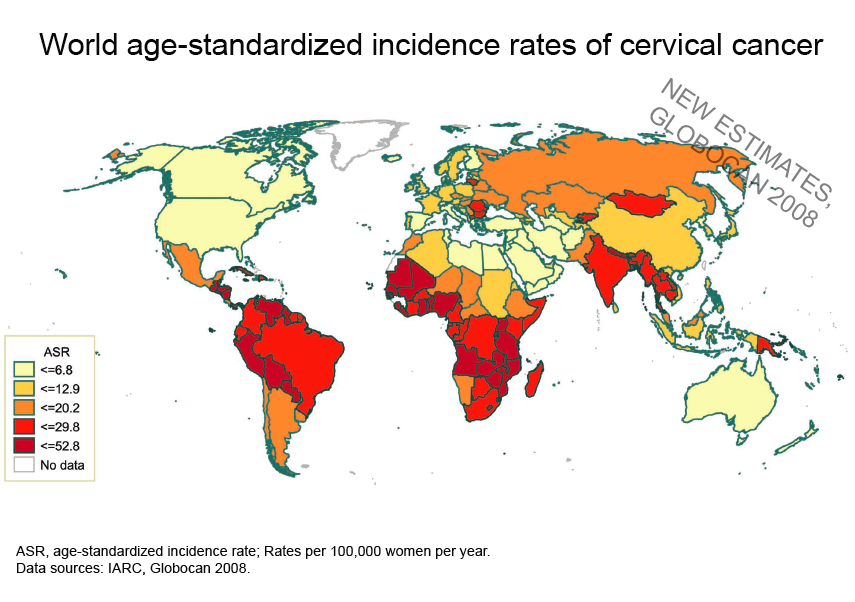 World age-standardized incidence rates of cervical cancer
NEW ESTIMATES,
GLOBOCAN 2008
ASR
<=6.8
<=12.9
<=20.2
<=29.8
<=52.8
No data
ASR, age-standardized incidence rate; Rates per 100,000 women per year.
Data sources: IARC, Globocan 2008.